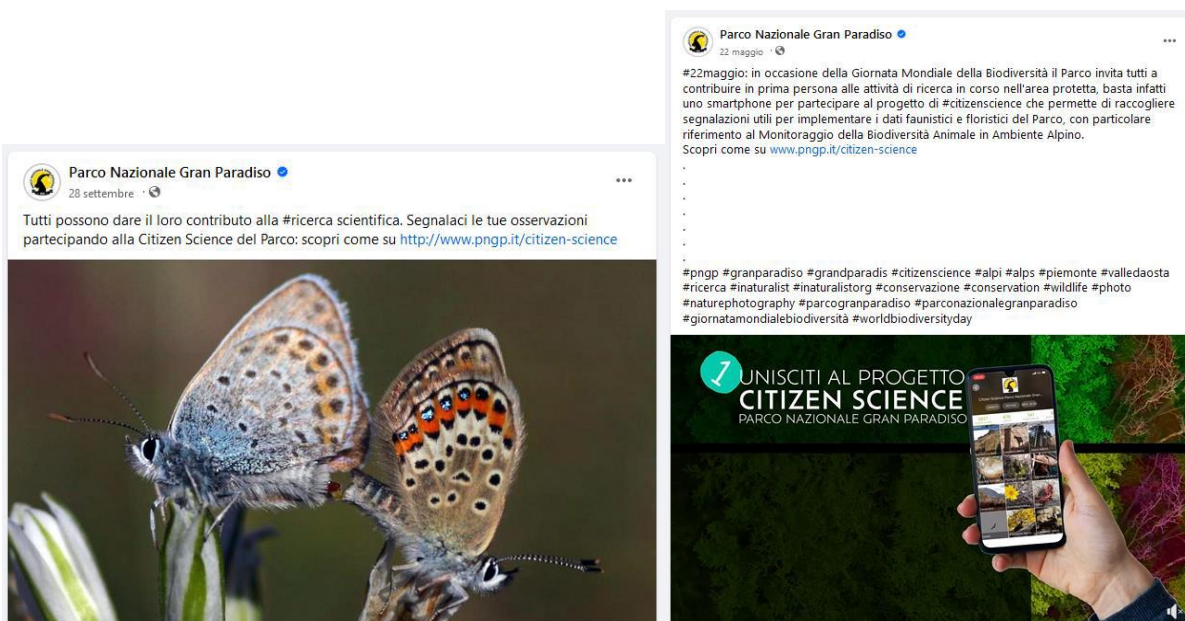 Parco Nazionale Gran Paradiso
28 settembre
Tutti possono dare il loro contributo alla #ricerca scientifica. Segnalaci le tue osservazioni
partecipando alla Citizen Science del Parco: scopri come su http://www.pngp.it/citizen-science
Parco Nazionale Gran Paradiso
22 maggio
#22maggio: in occasione della Giornata Mondiale della Biodiversità il Parco invita tutti a
contribuire in prima persona alle attività di ricerca in corso nell'area protetta, basta infatti
uno smartphone per partecipare al progetto di #citizenscience che permette di raccogliere
segnalazioni utili per implementare i dati faunistici e floristici del Parco, con particolare
riferimento al Monitoraggio della Biodiversità Animale in Ambiente Alpino.
Scopri come su www.pngp.it/citizen-science
.
.
.
.
.
.
.
#pngp #granparadiso #grandparadis #citizenscience #alpi #alps #piemonte #valledaosta
#ricerca #inaturalist #inaturalistorg #conservazione #conservation #wildlife #photo
#naturephotography #parcogranparadiso #parconazionalegranparadiso
#giornatamondialebiodiversità #worldbiodiversityday
1 UNISCITI AL PROGETTO
CITIZEN SCIENCE
PARCO NAZIONALE GRAN PARADISO
Citizen Science Parco Nazionale Gran...